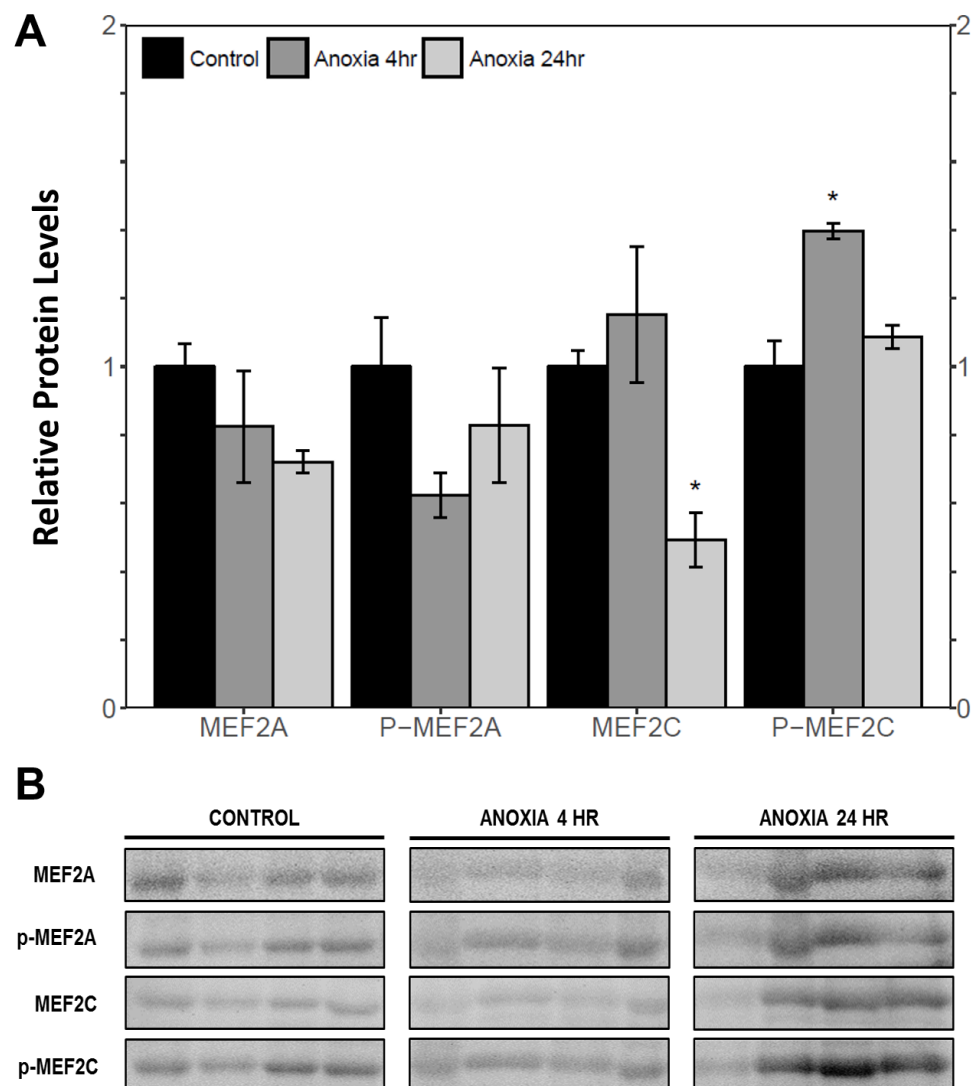 A
2
2
Control Anoxia 4hr Anoxia 24hr
*
*
Relative Protein Levels
1
1
0
0
MEF2A P-MEF2A MEF2C P-MEF2C
B
CONTROL ANOXIA 4 HR ANOXIA 24 HR
MEF2A
p-MEF2A
MEF2C
p-MEF2C